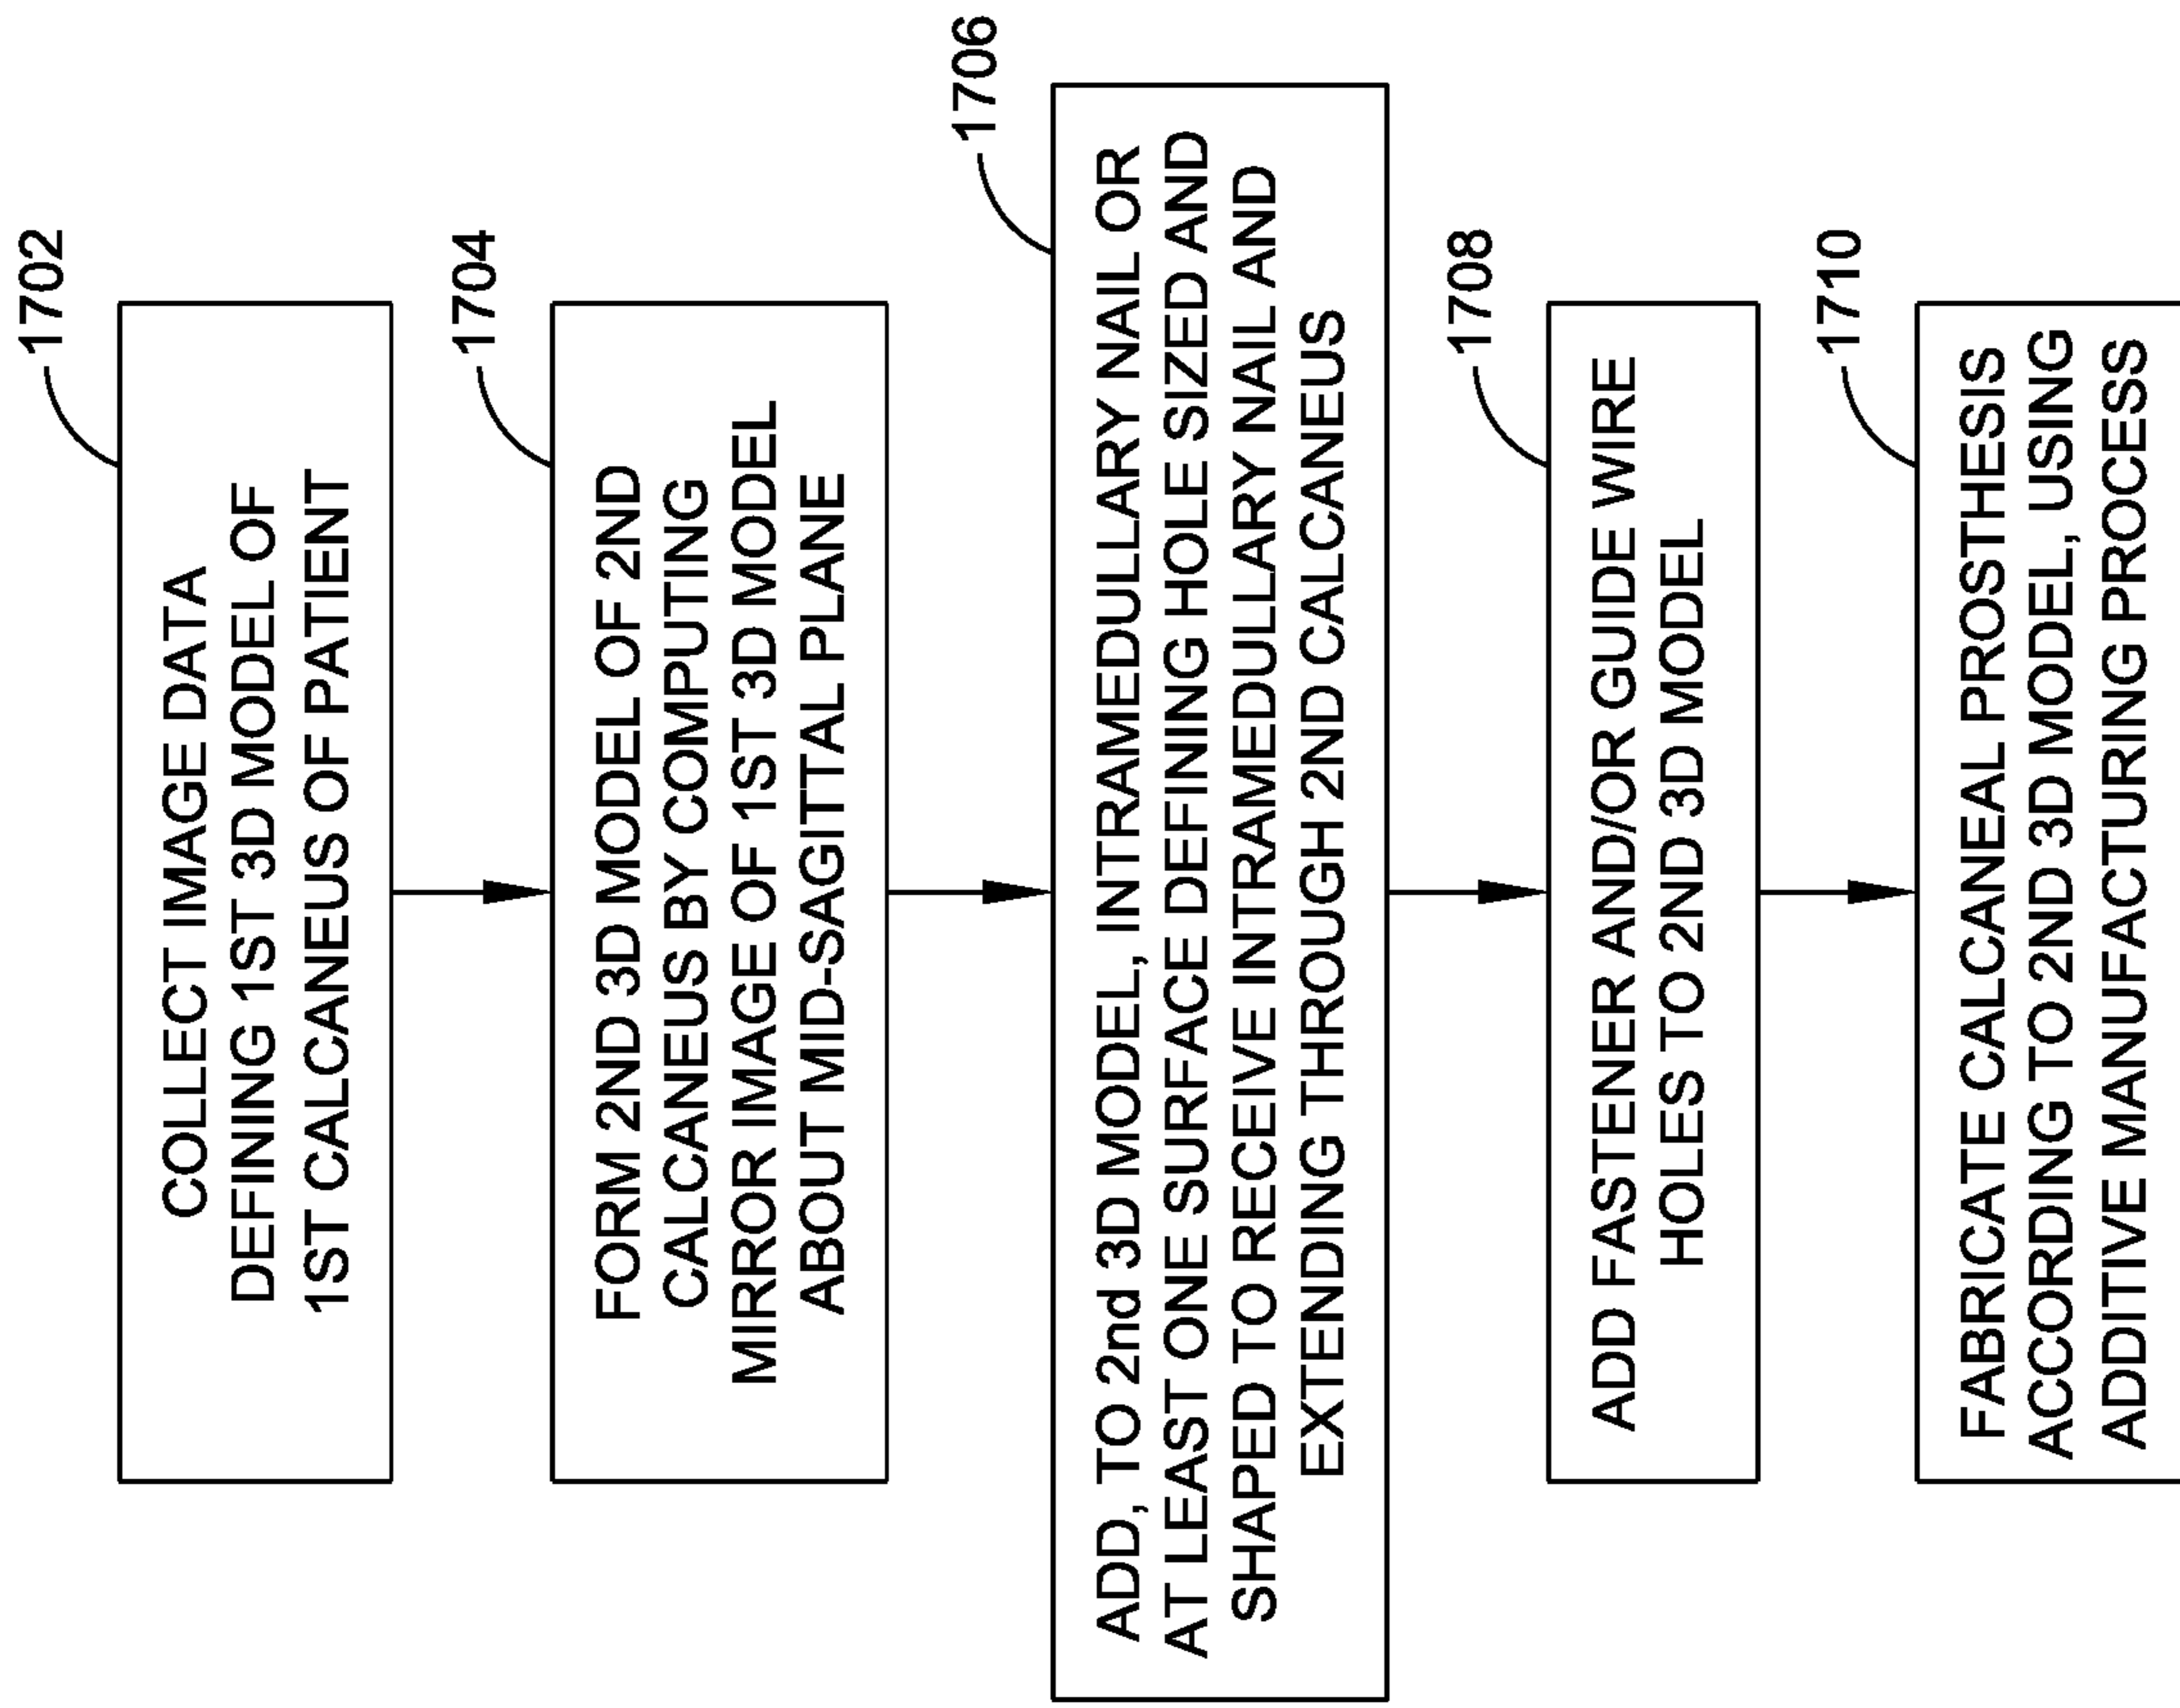 1702
COLLECT IMAGE DATA
DEFINING 1ST 3D MODEL OF
1ST CALCANEUS OF PATIENT
1704
FORM 2ND 3D MODEL OF 2ND
CALCANEUS BY COMPUTING
MIRROR IMAGE OF 1ST 3D MODEL
ABOUT MID-SAGITTAL PLANE
1706
ADD, TO 2nd 3D MODEL, INTRAMEDULLARY NAIL OR
AT LEAST ONE SURFACE DEFINING HOLE SIZED AND
SHAPED TO RECEIVE INTRAMEDULLARY NAIL AND
EXTENDING THROUGH 2ND CALCANEUS
1708
ADD FASTENER AND/OR GUIDE WIRE
HOLES TO 2ND 3D MODEL
1710
FABRICATE CALCANEAL PROSTHESIS
ACCORDING TO 2ND 3D MODEL, USING
ADDITIVE MANUFACTURING PROCESS